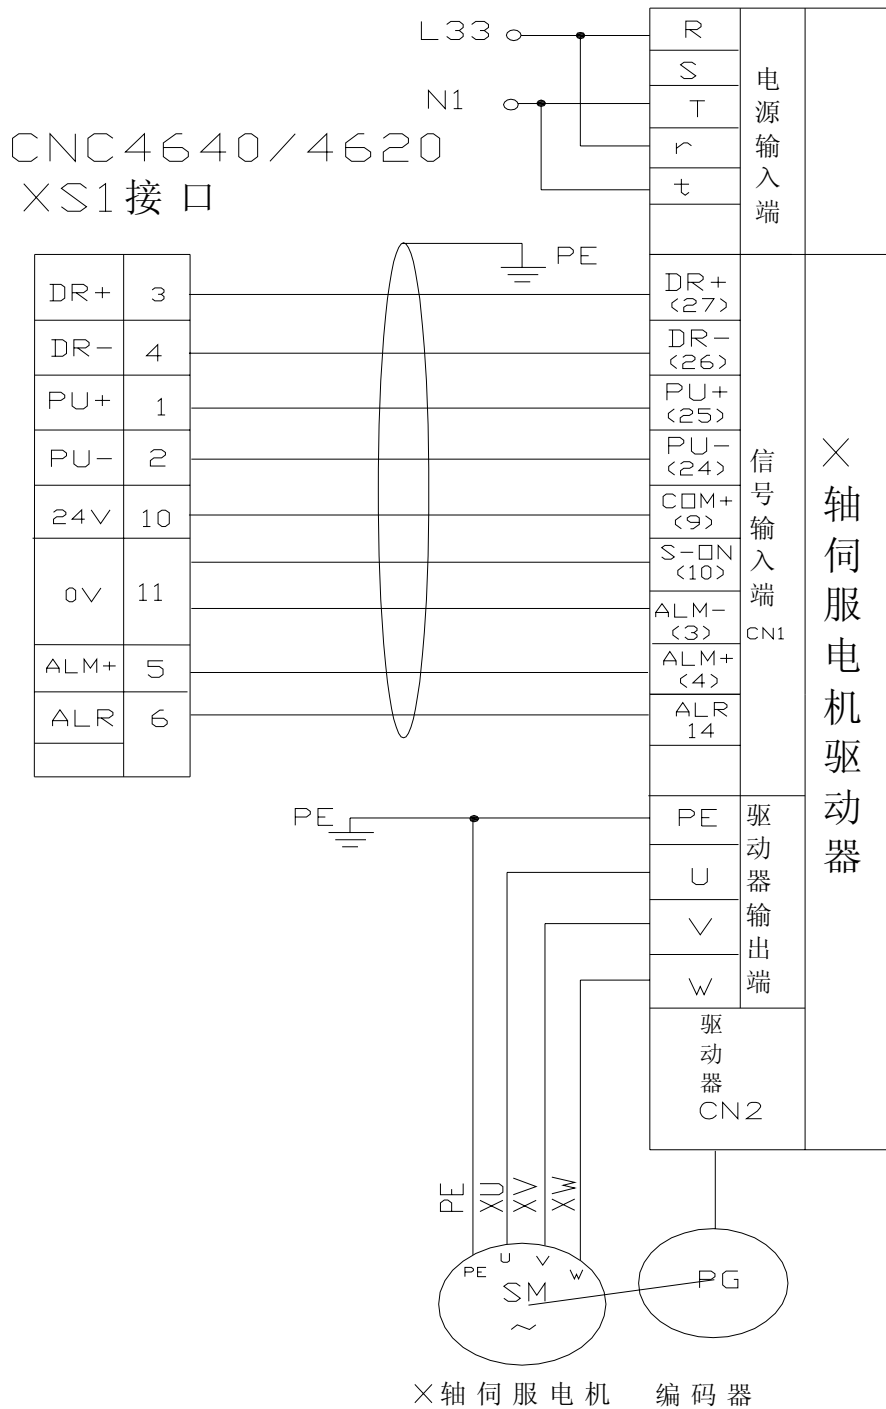 L33
R
S
N1
T
r
t
电源输入端
CNC4640/4620
XS1接口
PE
DR+ 3
DR+
(27)
DR- 4
DR-
(26)
PU+ 1
PU+
(25)
PU- 2
PU-
(24)
24V 10
COM+
(9)
0V 11
S-ON
(10)
ALM-
(3)
ALM+ 5
ALM+
(4)
ALR 6
ALR
14
信号输入端
CN1
X轴伺服电机驱动器
PE
PE
U
V
W
驱动器输出端
驱动器
CN2
PE
XU
XV
XW
PE
U
V
W
SM
~
PG
X轴伺服电机
编码器